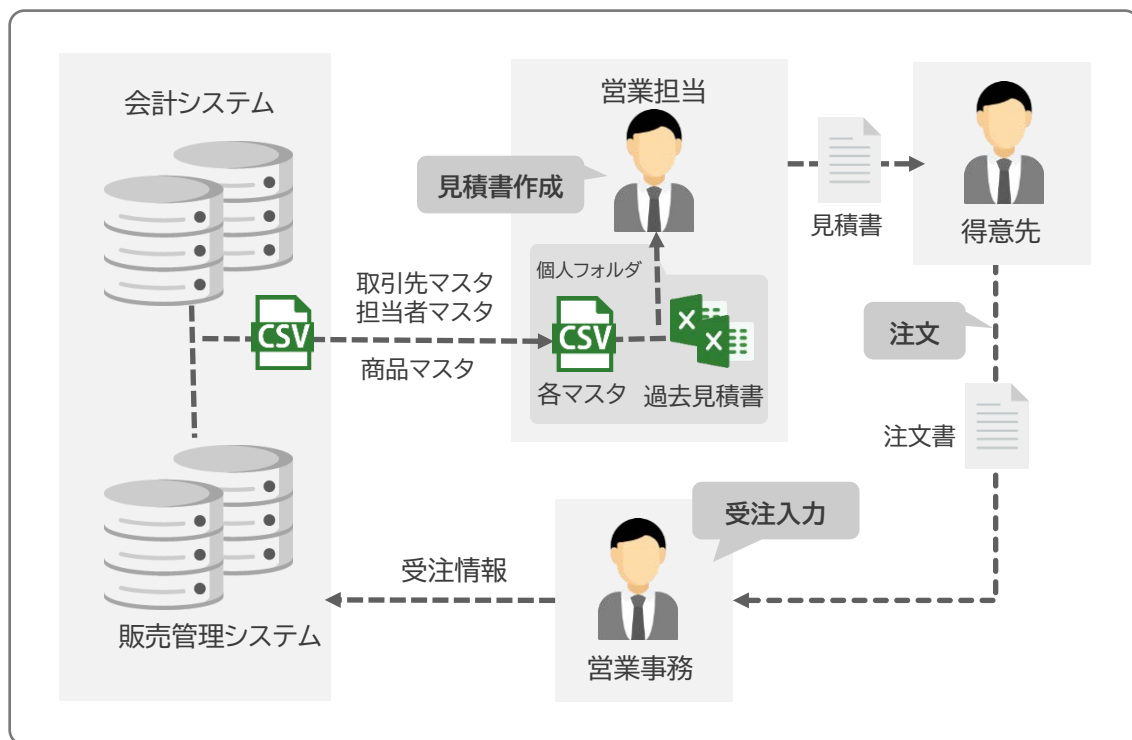 会計システム
営業担当
見積書作成
見積書
得意先
個人フォルダ
取引先マスタ
担当者マスタ
CSV
CSV
商品マスタ
各マスタ
過去見積書
注文
注文書
受注入力
受注情報
販売管理システム
営業事務